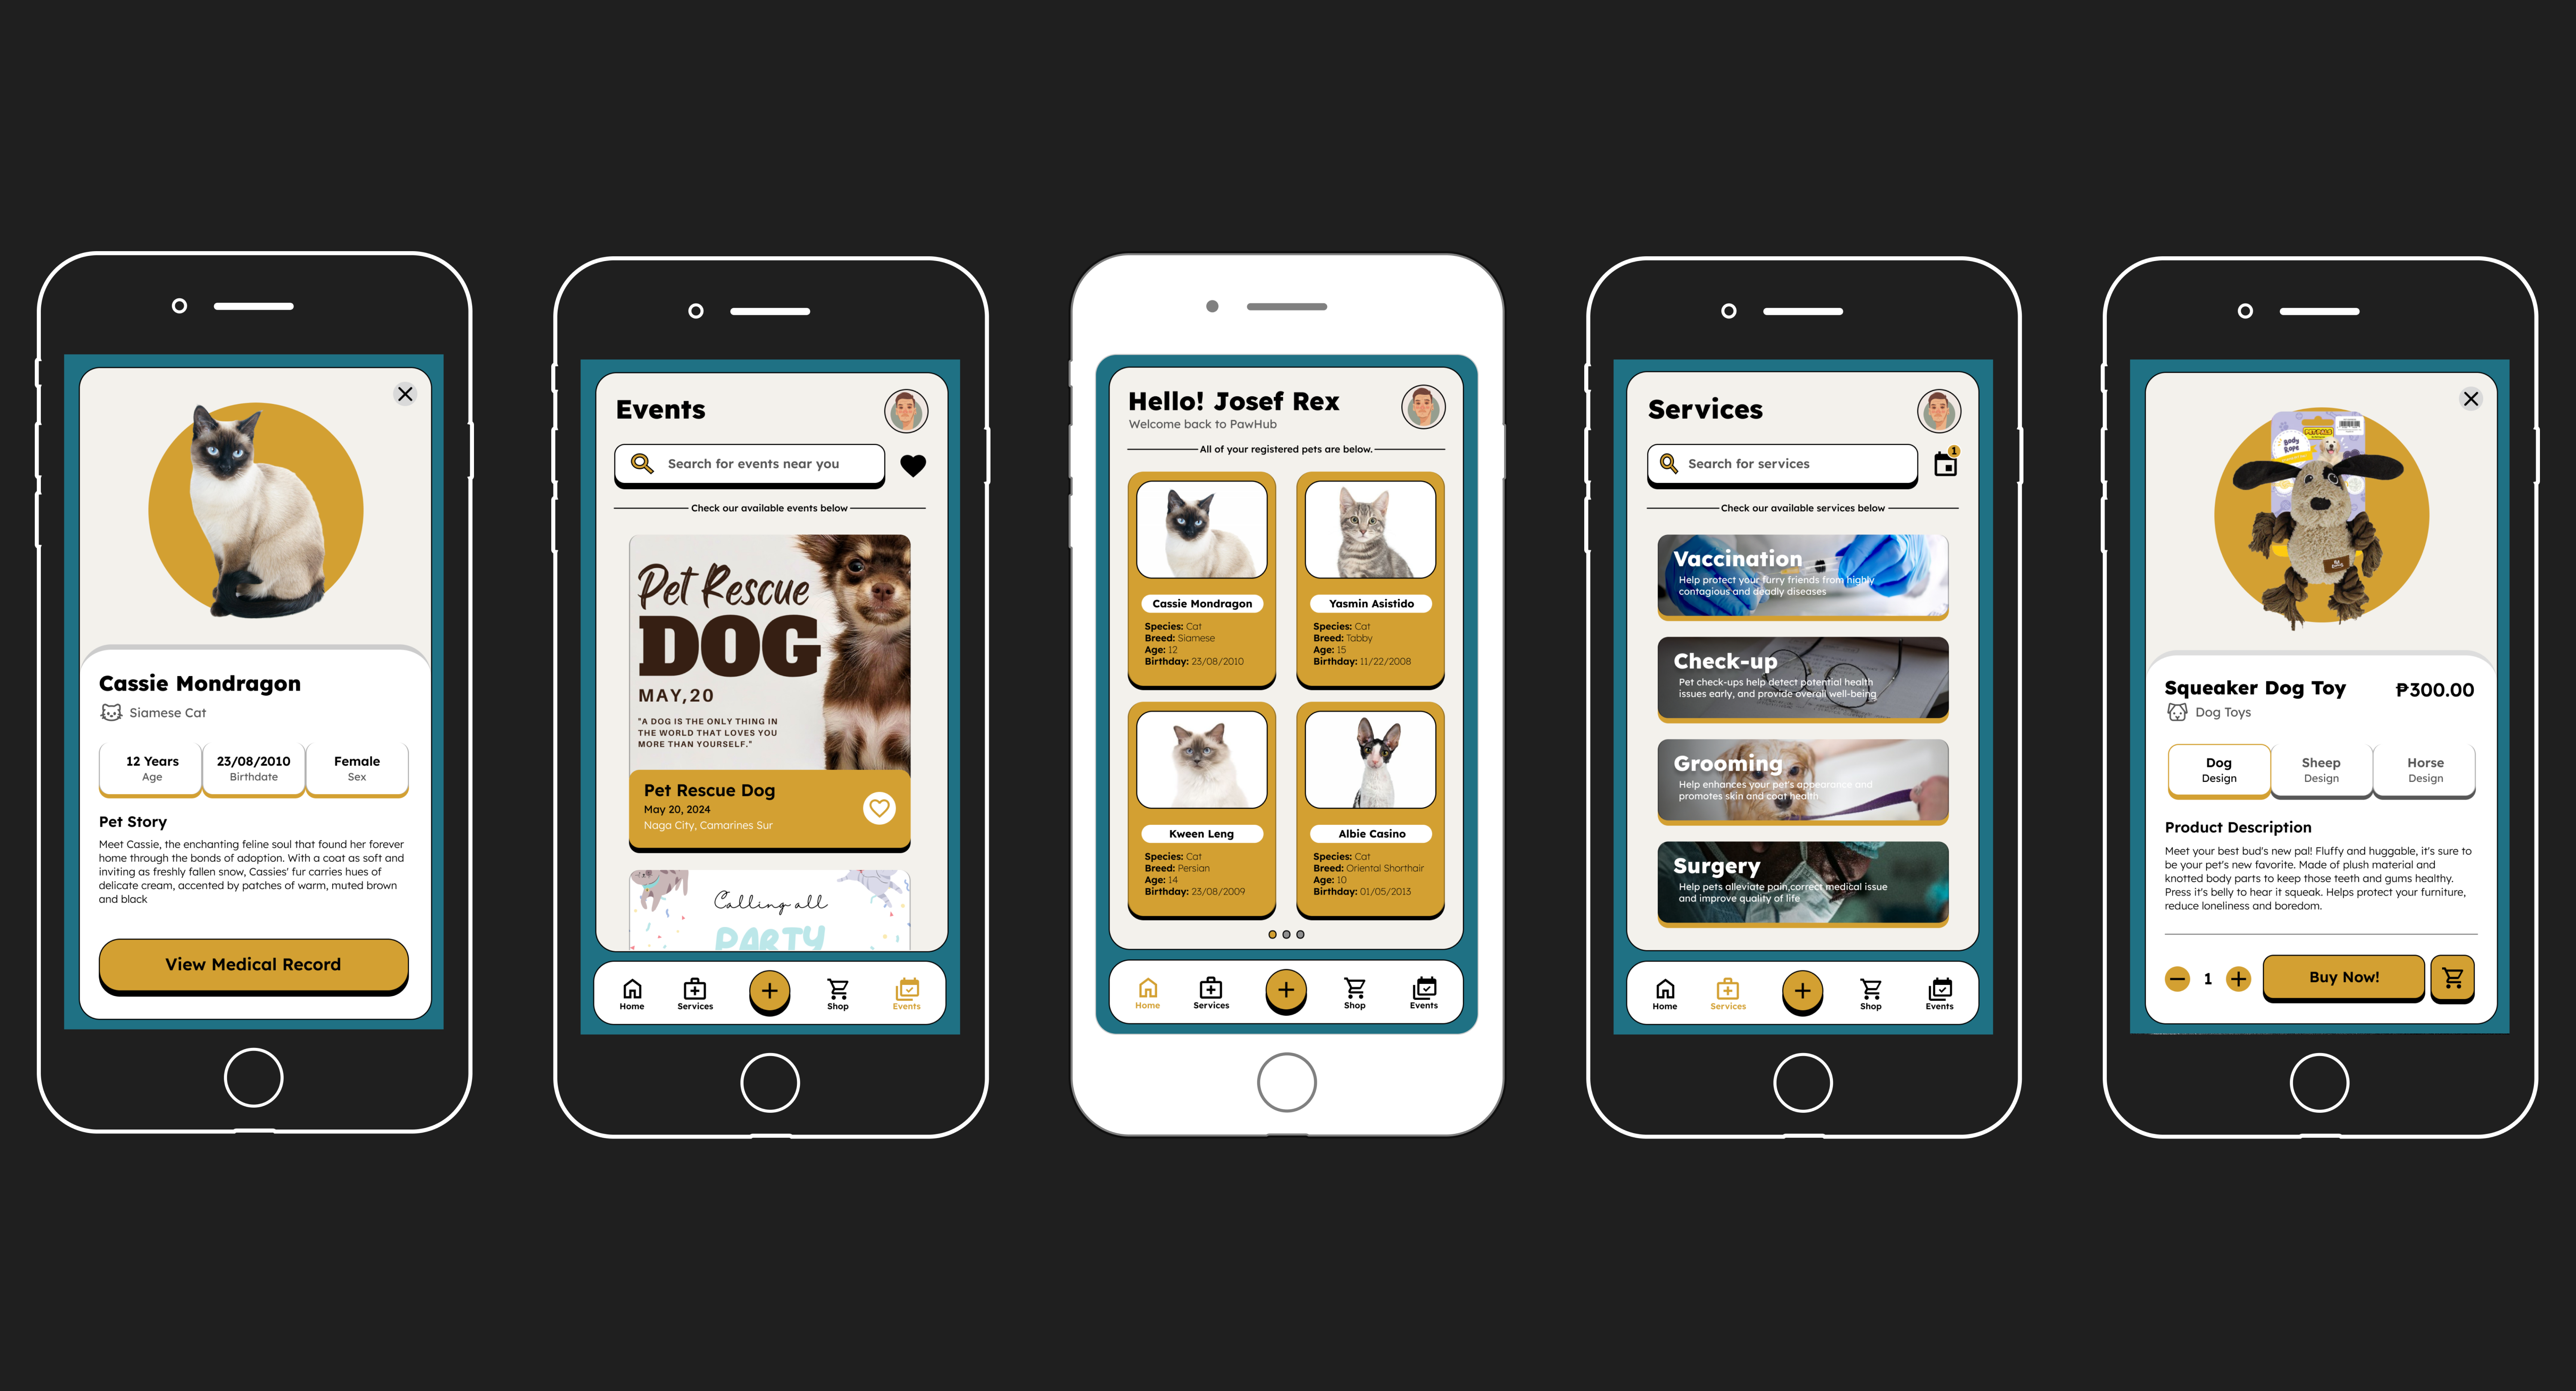 Cassie Mondragon
Siamese Cat
12 Years
Age
23/08/2010
Birthdate
Female
Sex
Pet Story
Meet Cassie, the enchanting feline soul that found her forever
home through the bonds of adoption. With a coat as soft and
inviting as freshly fallen snow, Cassies' fur carries hues of
delicate cream, accented by patches of warm, muted brown
and black
View Medical Record
Events
Search for events near you
Check our available events below
Pet Rescue
DOG
MAY,20
"A DOG IS THE ONLY THING IN
THE WORLD THAT LOVES YOU
MORE THAN YOURSELF."
Pet Rescue Dog
May 20, 2024
Naga City, Camarines Sur
Calling all
PARTY
Home
Services
Shop
Events
Hello! Josef Rex
Welcome back to PawHub
All of your registered pets are below.
Cassie Mondragon
Species: Cat
Breed: Siamese
Age: 12
Birthday: 23/08/2010
Yasmin Asistido
Species: Cat
Breed: Tabby
Age: 15
Birthday: 11/22/2008
Kween Leng
Species: Cat
Breed: Persian
Age: 14
Birthday: 23/08/2009
Albie Casino
Species: Cat
Breed: Oriental Shorthair
Age: 10
Birthday: 01/05/2013
Home
Services
Shop
Events
Services
1
Search for services
Check our available services below
Vaccination
Help protect your furry friends from highly
contagious and deadly diseases
Check-up
Pet check-ups help detect potential health
issues early, and provide overall well-being
Grooming
Help enhances your pet's appearance and
promotes skin and coat health
Surgery
Help pets alleviate pain,correct medical issue
and improve quality of life
Home
Services
Shop
Events
PET PALS
Body
Rope
Squeaker Dog Toy
₱300.00
Dog Toys
Dog
Design
Sheep
Design
Horse
Design
Product Description
Meet your best bud's new pal! Fluffy and huggable, it's sure to
be your pet's new favorite. Made of plush material and
knotted body parts to keep those teeth and gums healthy.
Press it's belly to hear it squeak. Helps protect your furniture,
reduce loneliness and boredom.
1
Buy Now!